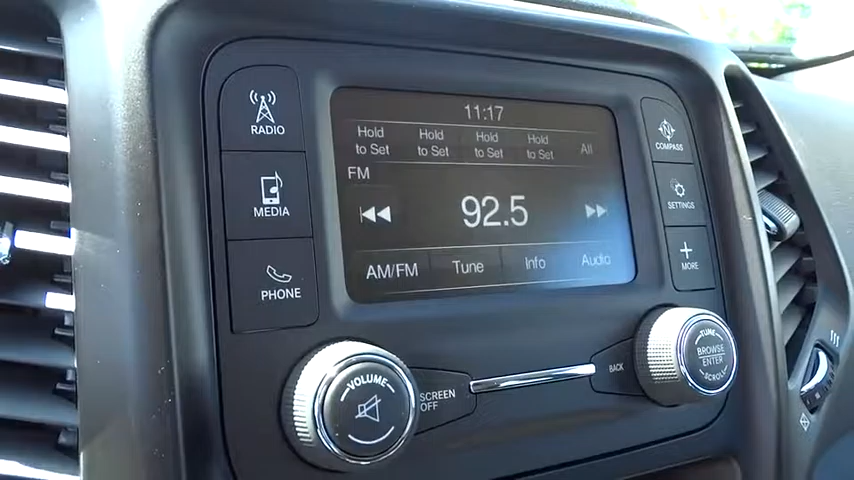 11:17
Hold Hold Hold Hold
to Set to Set to Set to Set All
FM
92.5
AM/FM Tune Info Audio
RADIO
MEDIA
PHONE
N
COMPASS
SETTINGS
MORE
VOLUME
SCREEN
OFF
BACK
TUNE
BROWSE
ENTER
SCROLL